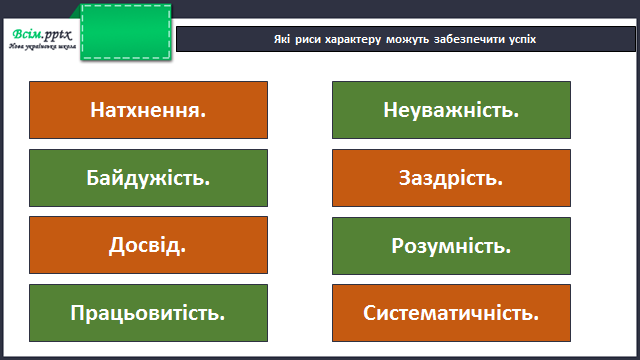 Всім.pptx
Нова українська школа
Які риси характеру можуть забезпечити успіх
Натхнення.
Неуважність.
Байдужість.
Заздрість.
Досвід.
Розумність.
Працьовитість.
Систематичність.